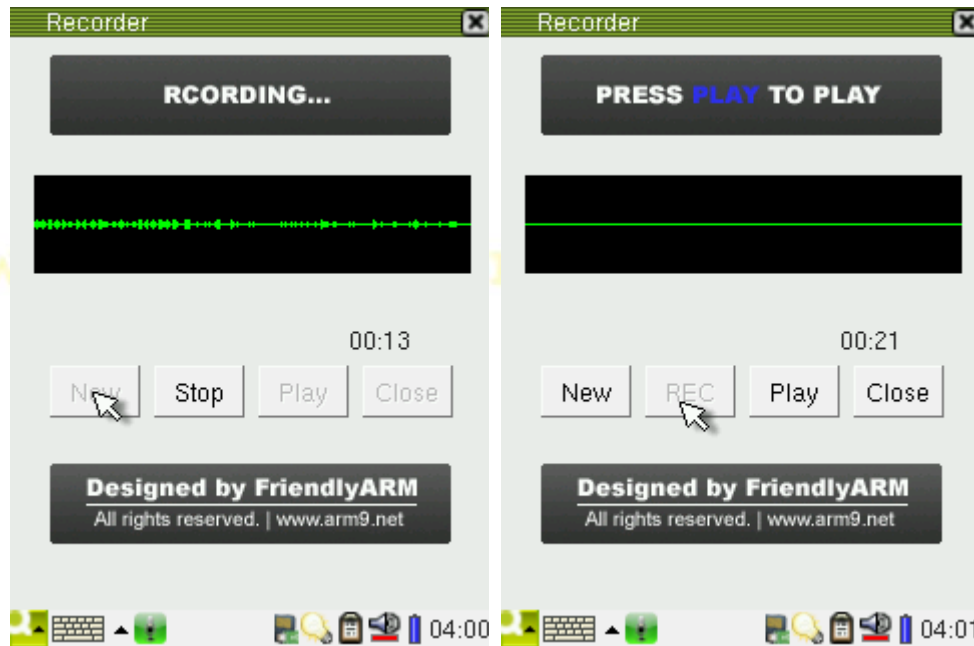 Recorder
RCORDING...
00:13
New Stop Play Close
Designed by FriendlyARM
All rights reserved. | www.arm9.net
04:00
Recorder
PRESS PLAY TO PLAY
00:21
New REC Play Close
Designed by FriendlyARM
All rights reserved. | www.arm9.net
04:01